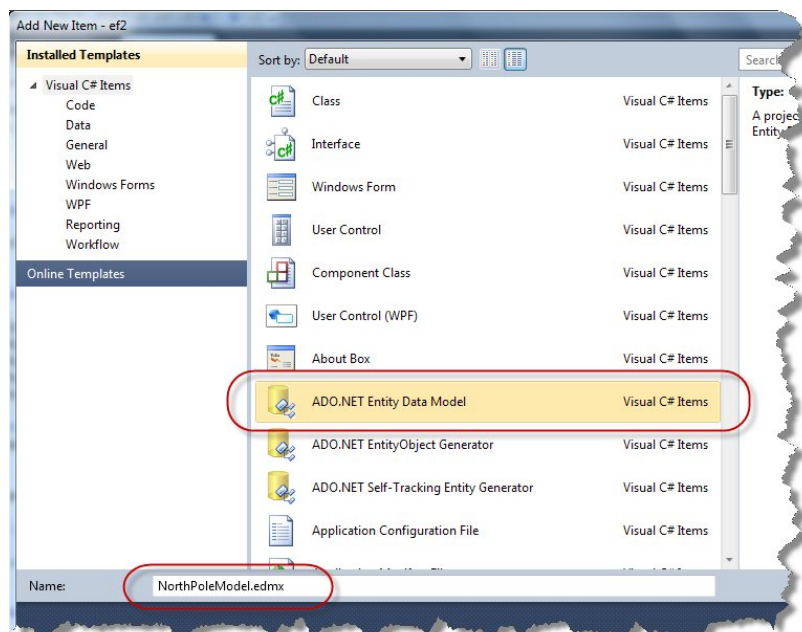 Add New Item - ef2
Installed Templates
Visual C# Items
Code
Data
General
Web
Windows Forms
WPF
Reporting
Workflow
Online Templates
Sort by: Default
Class Visual C# Items
Interface Visual C# Items
Windows Form Visual C# Items
User Control Visual C# Items
Component Class Visual C# Items
User Control (WPF) Visual C# Items
About Box Visual C# Items
ADO.NET Entity Data Model Visual C# Items
ADO.NET EntityObject Generator Visual C# Items
ADO.NET Self-Tracking Entity Generator Visual C# Items
Application Configuration File Visual C# Items
Type:
A projec
Entity
Name: NorthPoleModel.edmx